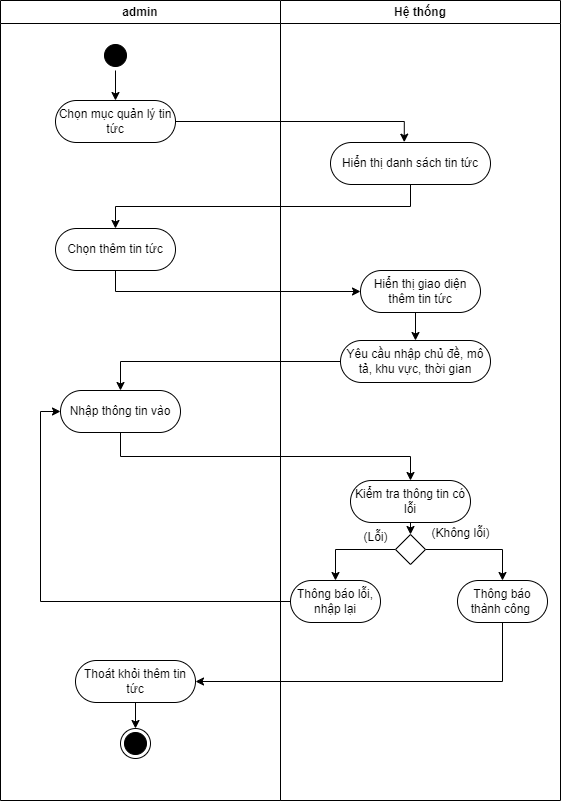 admin
Hệ thống
Chọn mục quản lý tin
tức
Hiển thị danh sách tin tức
Chọn thêm tin tức
Hiển thị giao diện
thêm tin tức
Yêu cầu nhập chủ đề, mô
tả, khu vực, thời gian
Nhập thông tin vào
Kiểm tra thông tin có
lỗi
(Lỗi)
(Không lỗi)
Thông báo lỗi,
nhập lại
Thông báo
thành công
Thoát khỏi thêm tin
tức